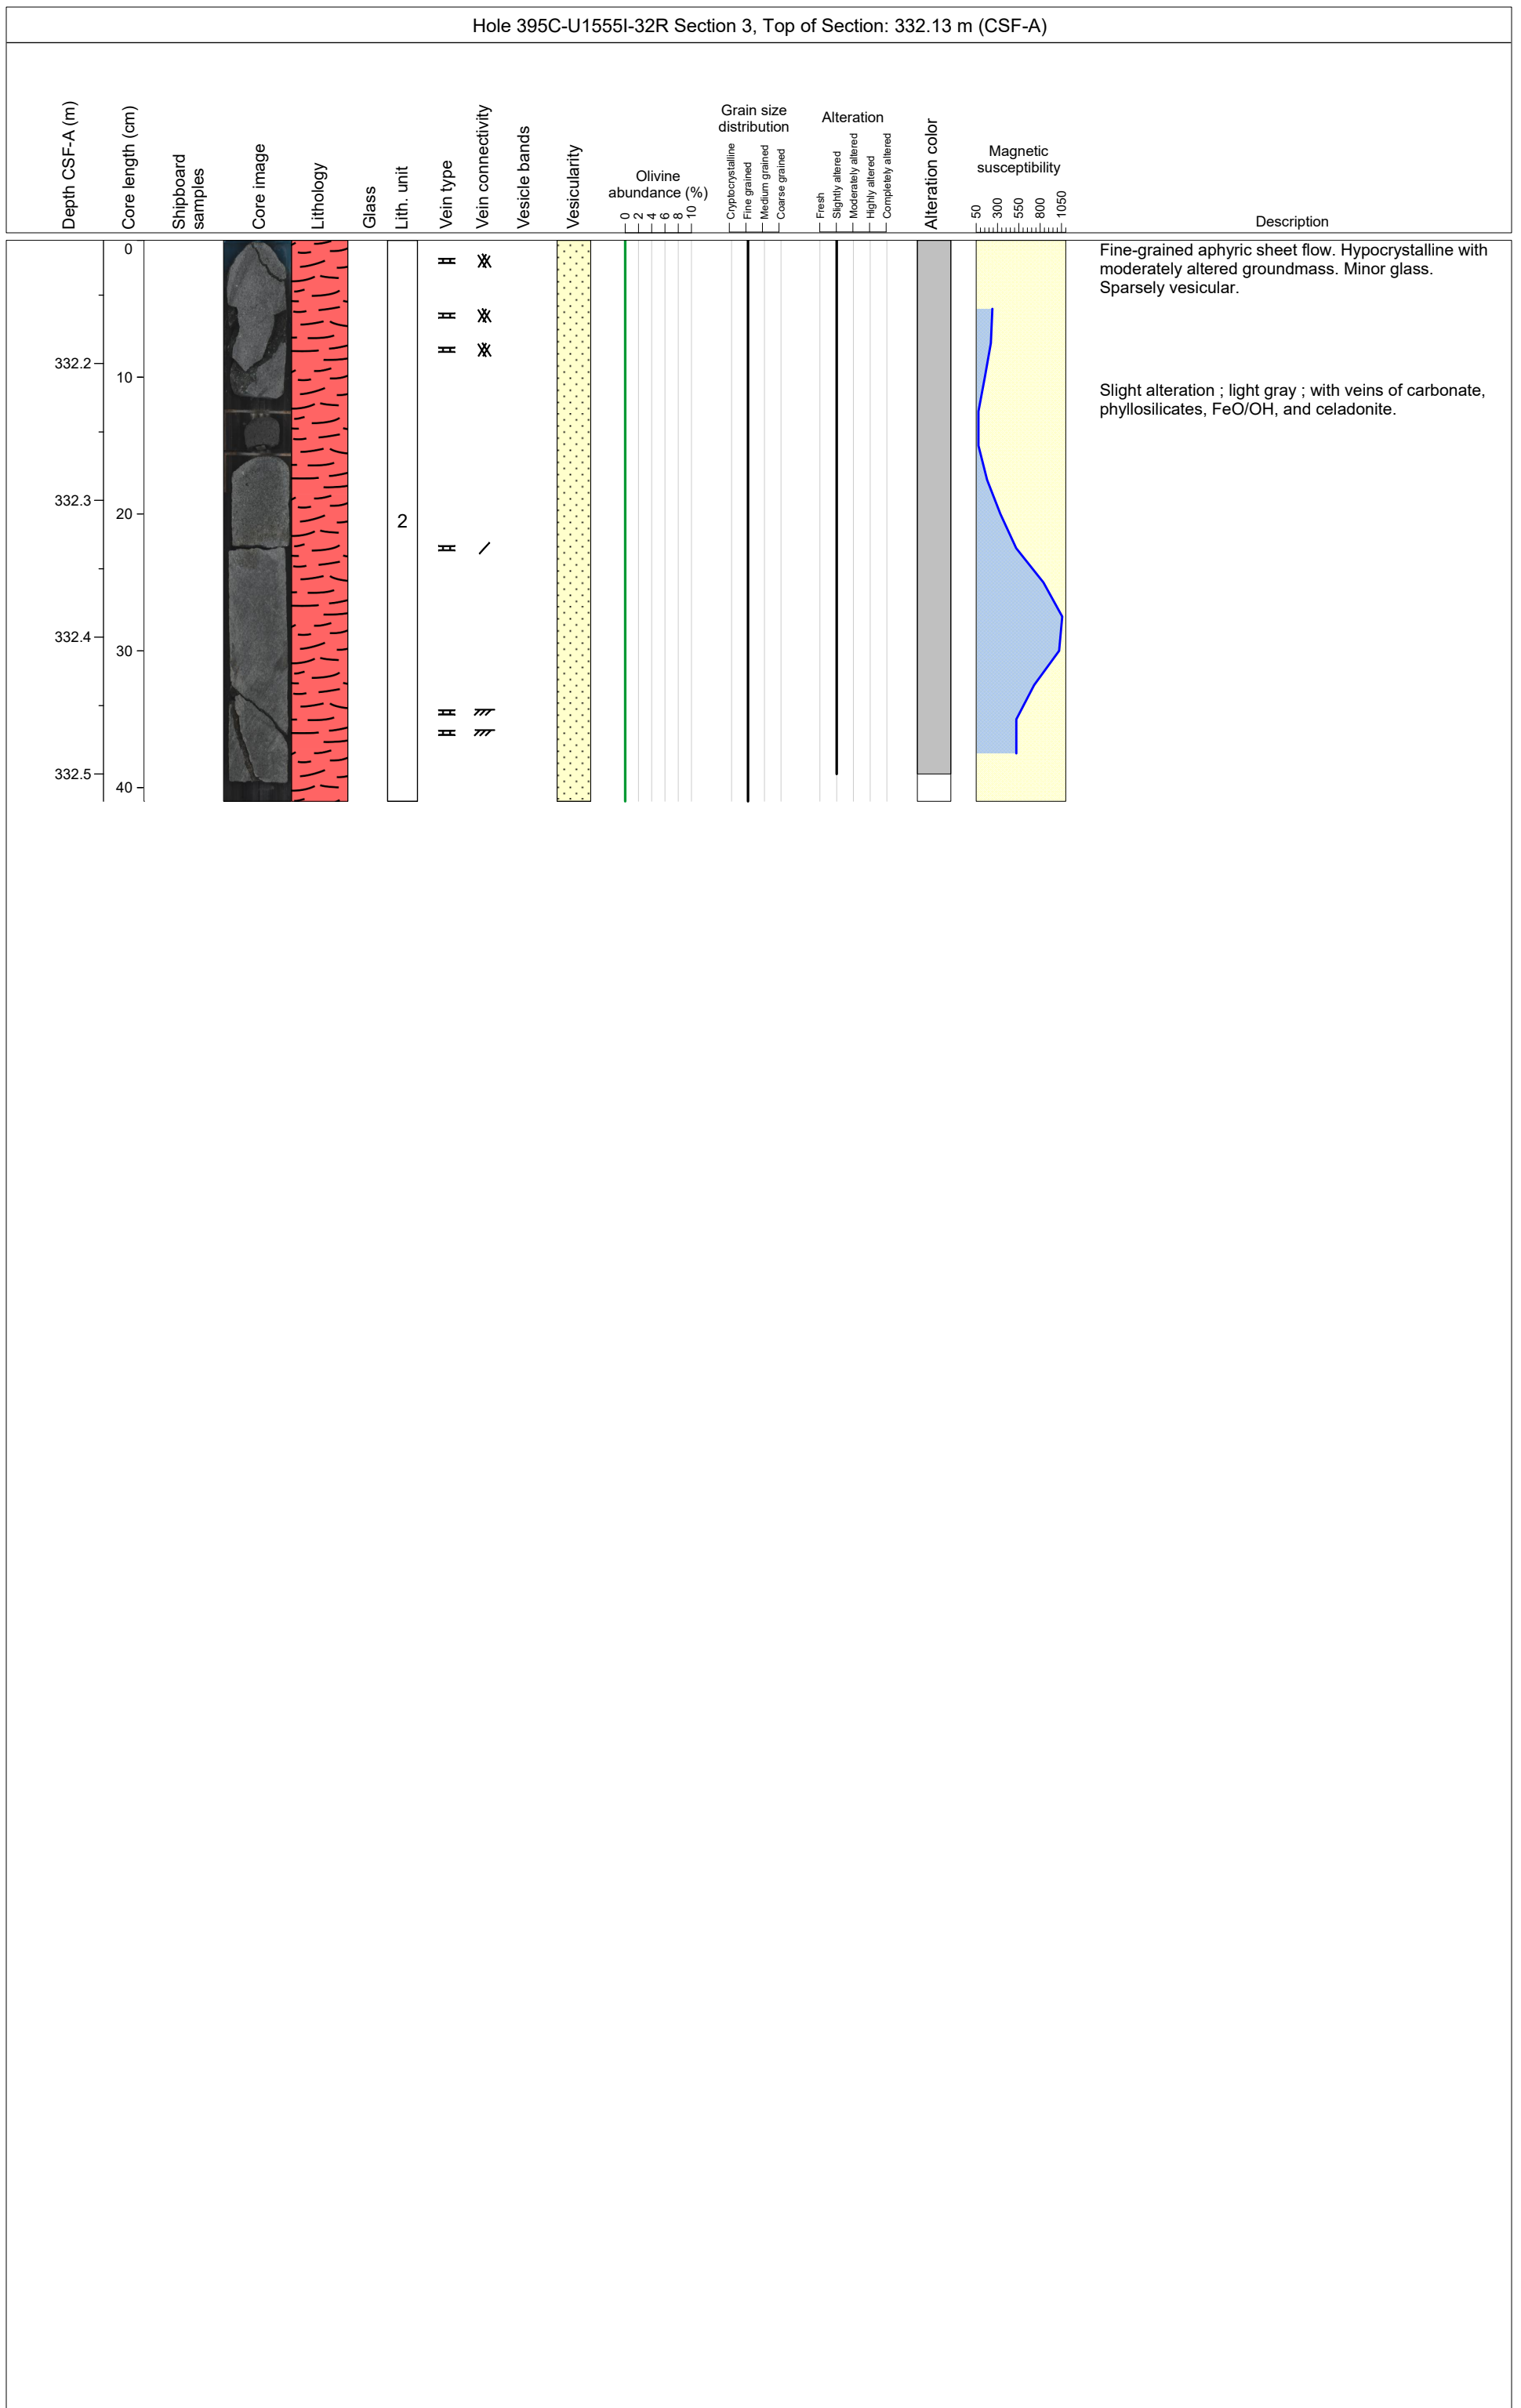 Hole 395C-U1555I-32R Section 3, Top of Section: 332.13 m (CSF-A)
Depth CSF-A (m)
Core length (cm)
Shipboard
samples
Core image
Lithology
Glass
Lith. unit
Vein type
Vein connectivity
Vesicle bands
Vesicularity
Olivine
abundance (%)
0 2 4 6 8 10
Grain size
distribution
Cryptocrystalline
Fine grained
Medium grained
Coarse grained
Alteration
Fresh
Slightly altered
Moderately altered
Highly altered
Completely altered
Alteration color
Magnetic
susceptibility
50 300 550 800 1050
Description
0
10
20
30
40
332.2
332.3
332.4
332.5
2
Fine-grained aphyric sheet flow. Hypocrystalline with
moderately altered groundmass. Minor glass.
Sparsely vesicular.
Slight alteration ; light gray ; with veins of carbonate,
phyllosilicates, FeO/OH, and celadonite.